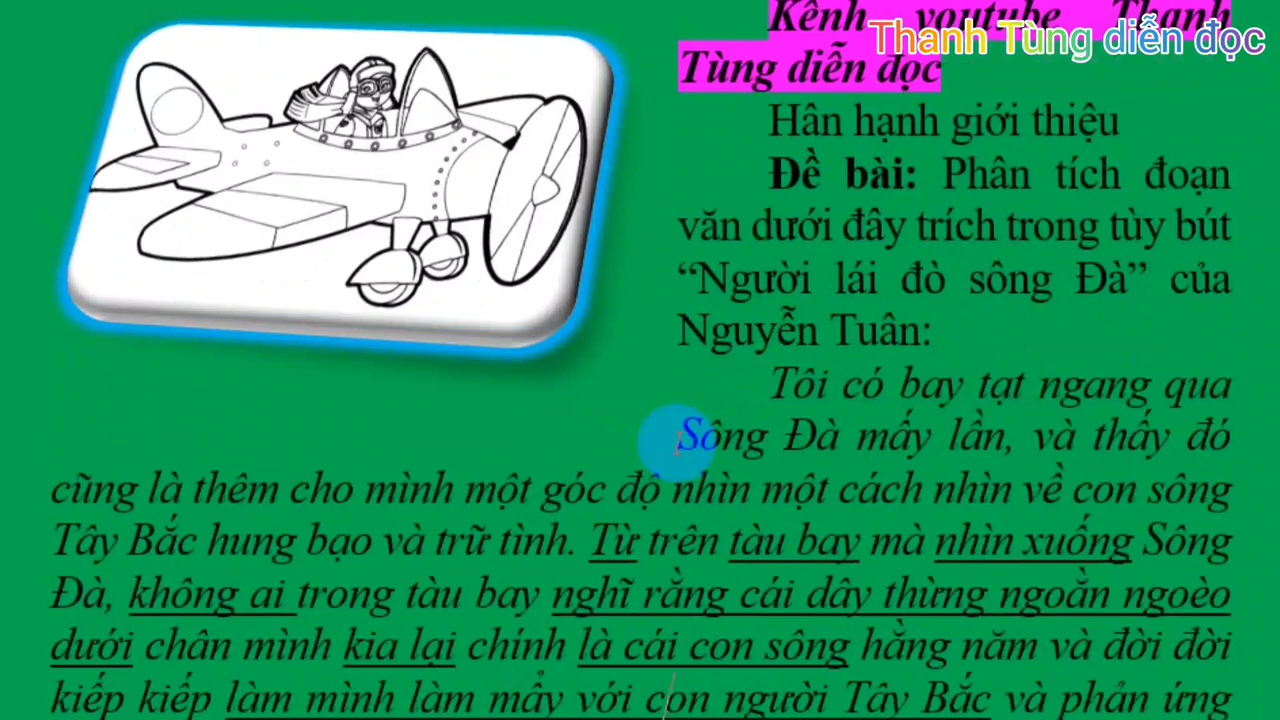 Kênh youtube Thanh
Thanh Tùng diễn đọc
Tùng diễn đọc
Hân hạnh giới thiệu
Đề bài: Phân tích đoạn
văn dưới đây trích trong tùy bút
“Người lái đò sông Đà” của
Nguyễn Tuân:
Tôi có bay tạt ngang qua
Sông Đà mấy lần, và thấy đó
cũng là thêm cho mình một góc độ nhìn một cách nhìn về con sông
Tây Bắc hung bạo và trữ tình. Từ trên tàu bay mà nhìn xuống Sông
Đà, không ai trong tàu bay nghĩ rằng cái dây thừng ngoằn ngoèo
dưới chân mình kia lại chính là cái con sông hằng năm và đời đời
kiếp kiếp làm mình làm mẩy với con người Tây Bắc và phản ứng